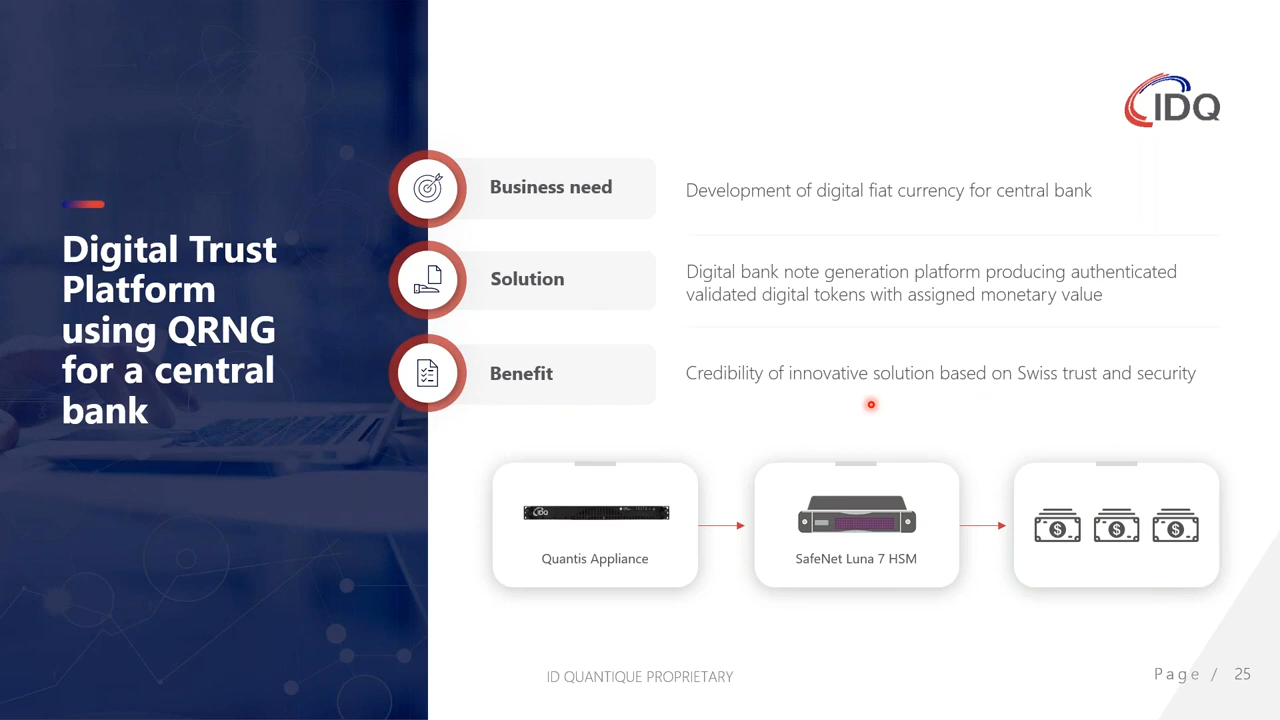 IDQ
Digital Trust
Platform
using QRNG
for a central
bank
Business need
Development of digital fiat currency for central bank
Solution
Digital bank note generation platform producing authenticated
validated digital tokens with assigned monetary value
Benefit
Credibility of innovative solution based on Swiss trust and security
IDQ
Quantis Appliance
SafeNet Luna 7 HSM
$ $ $
ID QUANTIQUE PROPRIETARY
Page / 25